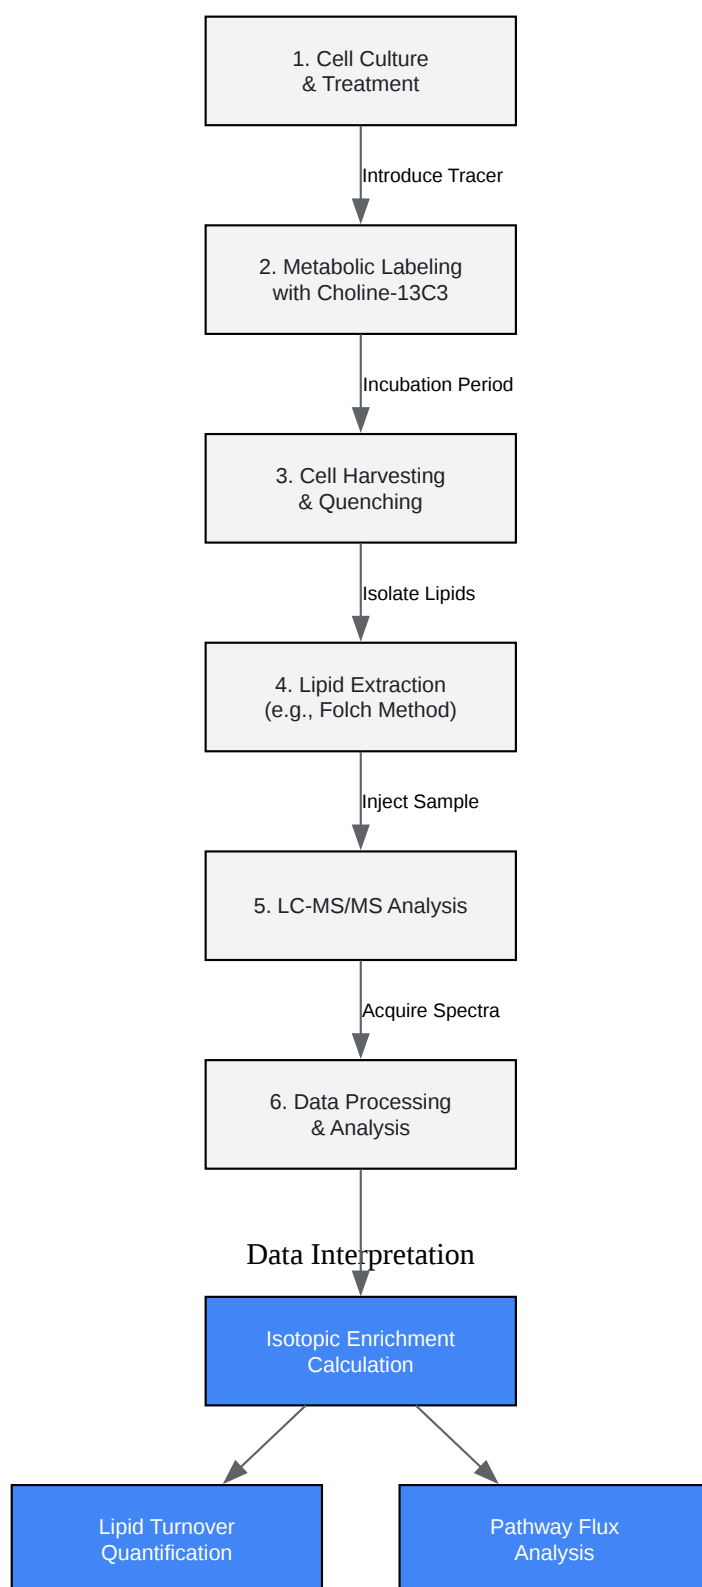 1. Cell Culture
& Treatment
Introduce Tracer
2. Metabolic Labeling
with Choline-13C3
Incubation Period
3. Cell Harvesting
& Quenching
Isolate Lipids
4. Lipid Extraction
(e.g., Folch Method)
Inject Sample
5. LC-MS/MS Analysis
Acquire Spectra
6. Data Processing
& Analysis
Data Interpretation
Isotopic Enrichment
Calculation
Lipid Turnover
Quantification
Pathway Flux
Analysis